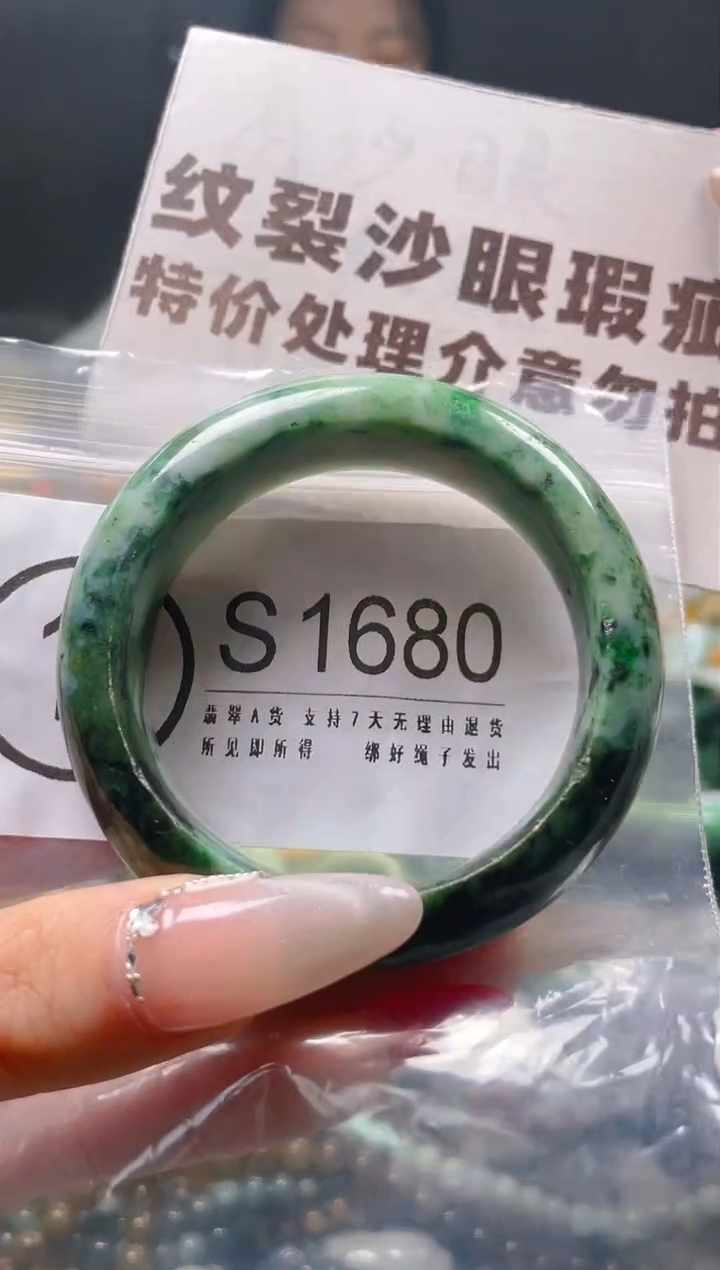 纹裂沙眼瑕疵
特价处理介意勿拍
S1680
翡翠A货 支持7天无理由退货
所见即所得 绑好绳子发出